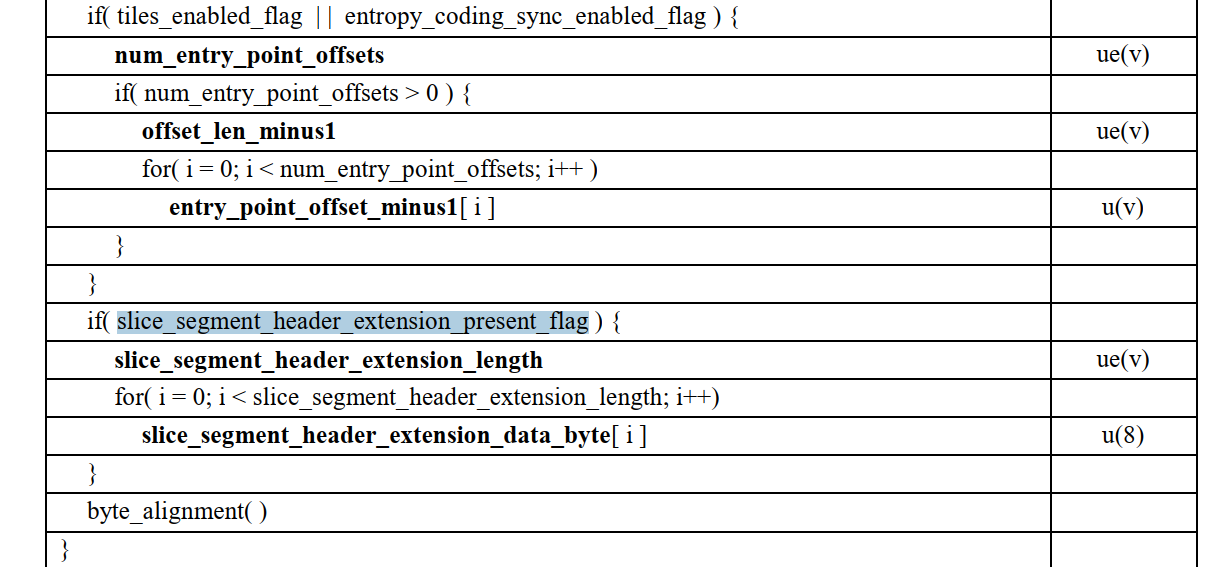 if( tiles_enabled_flag | | entropy_coding_sync_enabled_flag ) {
num_entry_point_offsets ue(v)
if( num_entry_point_offsets > 0 ) {
offset_len_minus1 ue(v)
for( i = 0; i < num_entry_point_offsets; i++ )
entry_point_offset_minus1[ i ] u(v)
}
}
if( slice_segment_header_extension_present_flag ) {
slice_segment_header_extension_length ue(v)
for( i = 0; i < slice_segment_header_extension_length; i++)
slice_segment_header_extension_data_byte[ i ] u(8)
}
byte_alignment( )
}